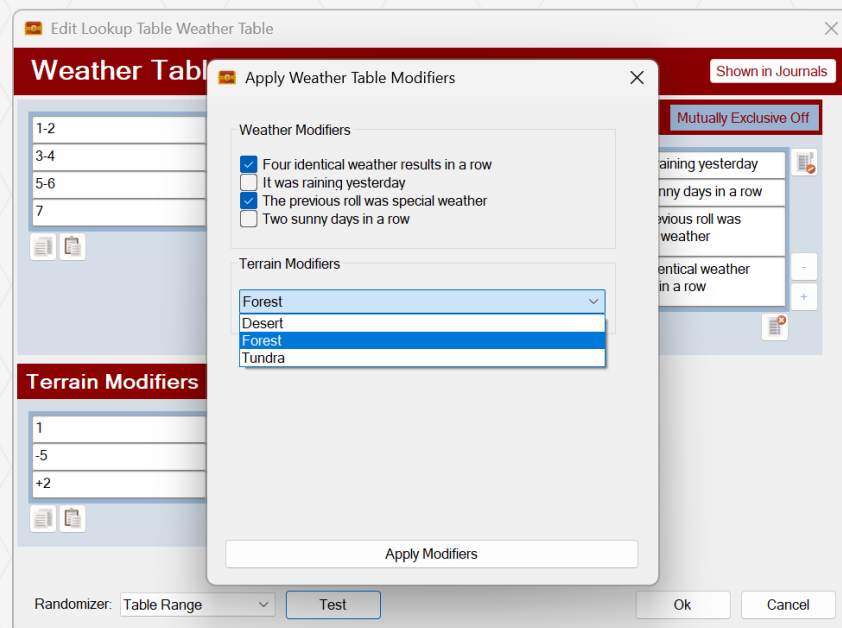 Edit Lookup Table Weather Table
Weather Tabl
Shown in Journals
Mutually Exclusive Off
1-2
3-4
5-6
7
aining yesterday
nny days in a row
evious roll was
weather
entical weather
in a row
-
+
Apply Weather Table Modifiers
Weather Modifiers
Four identical weather results in a row
It was raining yesterday
The previous roll was special weather
Two sunny days in a row
Terrain Modifiers
Forest
Desert
Forest
Tundra
Apply Modifiers
Terrain Modifiers
1
-5
+2
Randomizer:
Table Range
Test
Ok
Cancel